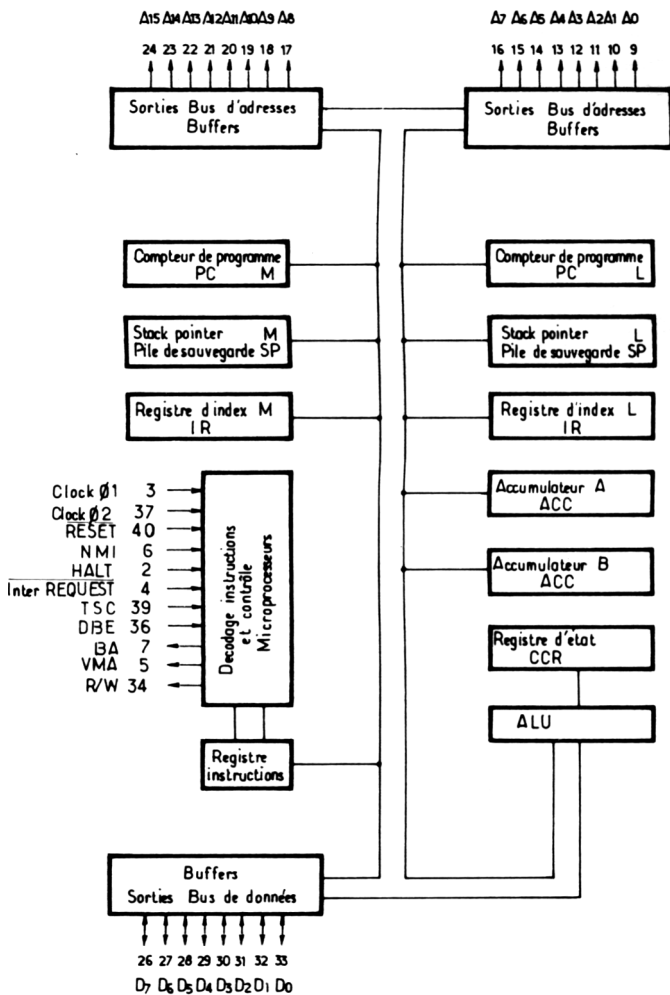 A15 A14 A13 A12 A11 A10 A9 A8
24 23 22 21 20 19 18 17
Sorties Bus d'adresses
Buffers
A7 A6 A5 A4 A3 A2 A1 A0
16 15 14 13 12 11 10 9
Sorties Bus d'adresses
Buffers
Compteur de programme
PC M
Compteur de programme
PC L
Stack pointer M
Pile de sauvegarde SP
Stack pointer L
Pile de sauvegarde SP
Registre d'index M
IR
Registre d'index L
IR
Clock Ø1 3
Clock Ø2 37
RESET 40
NMI 6
HALT 2
Inter REQUEST 4
TSC 39
DBE 36
BA 7
VMA 5
R/W 34
Decodage instructions
et contrôle
Microprocesseurs
Accumulateur A
ACC
Accumulateur B
ACC
Registre d'état
CCR
ALU
Registre
instructions
Buffers
Sorties Bus de données
26 27 28 29 30 31 32 33
D7 D6 D5 D4 D3 D2 D1 D0